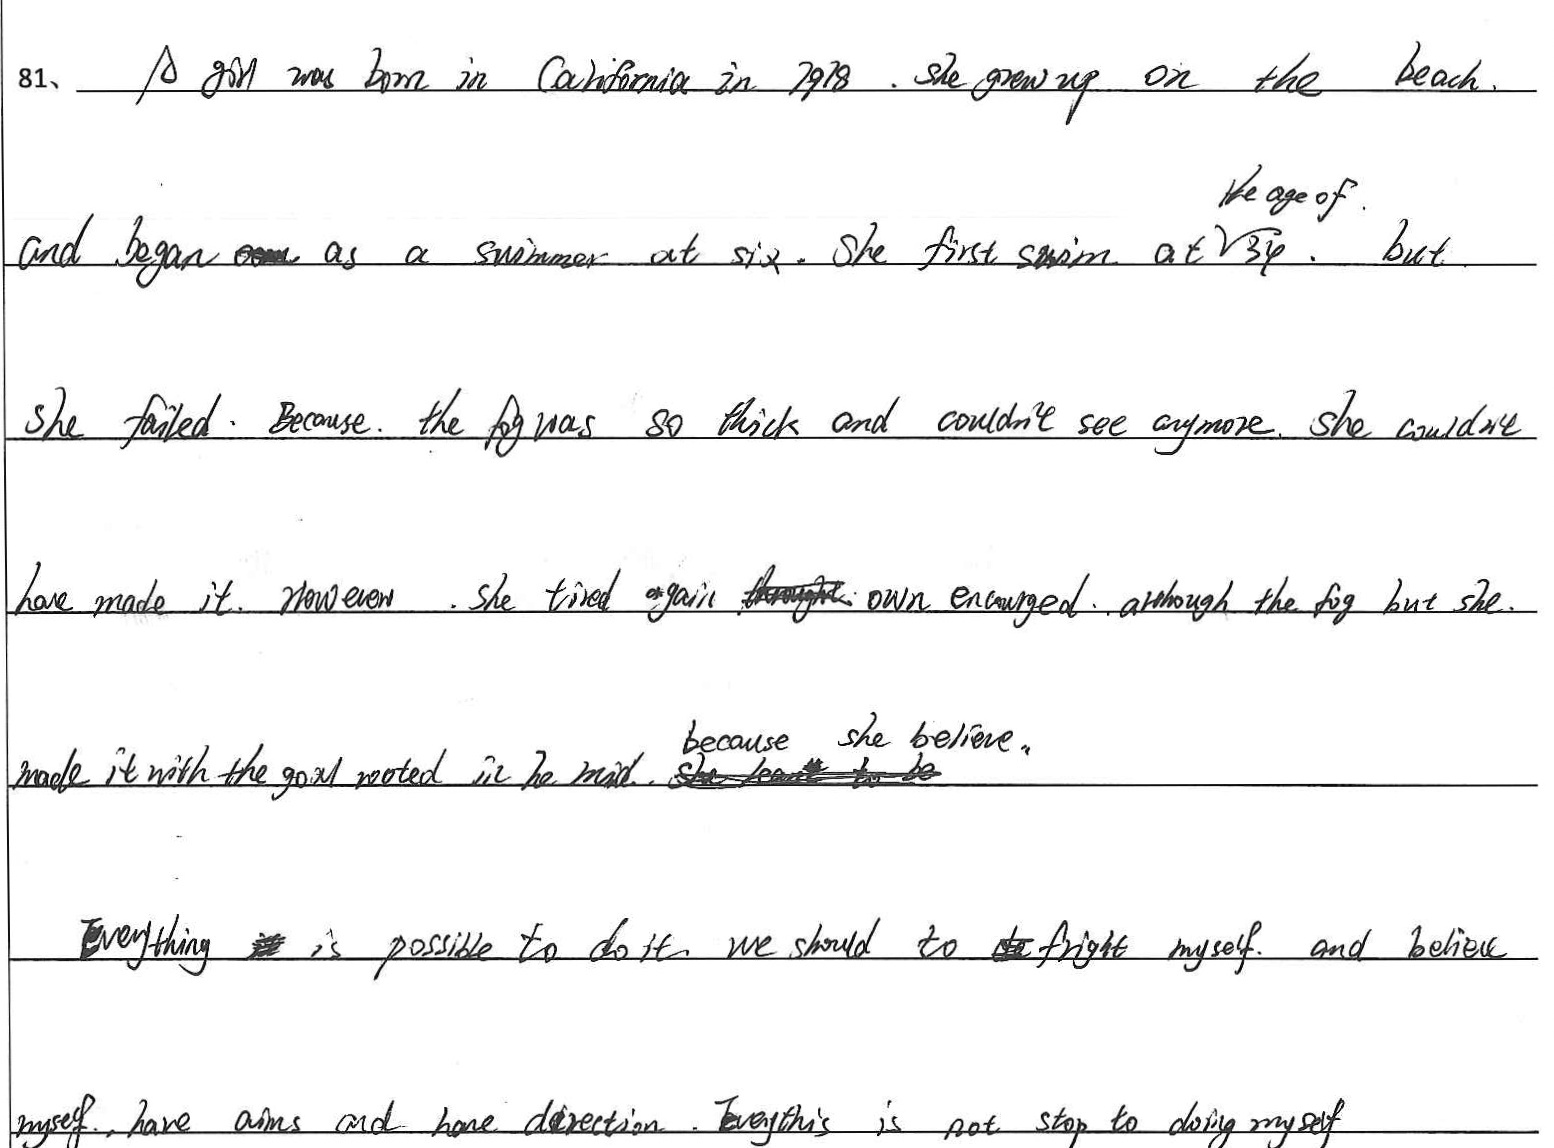 81、 A girl was born in California in 1918 . she grew up on the beach.
the age of.
and began as a swimmer at six. She first swim at √34 . but
she failed. Because. the fog was so thick and couldn't see anymore. she couldn't
have made it. However . she tired again own encourged. although the fog but she.
because she believe.
made it with the goal rooted in he mid.
Everything is possible to do it. we should to fright myself. and believe
myself. have aims and have direction. Everythis is not stop to doing myself